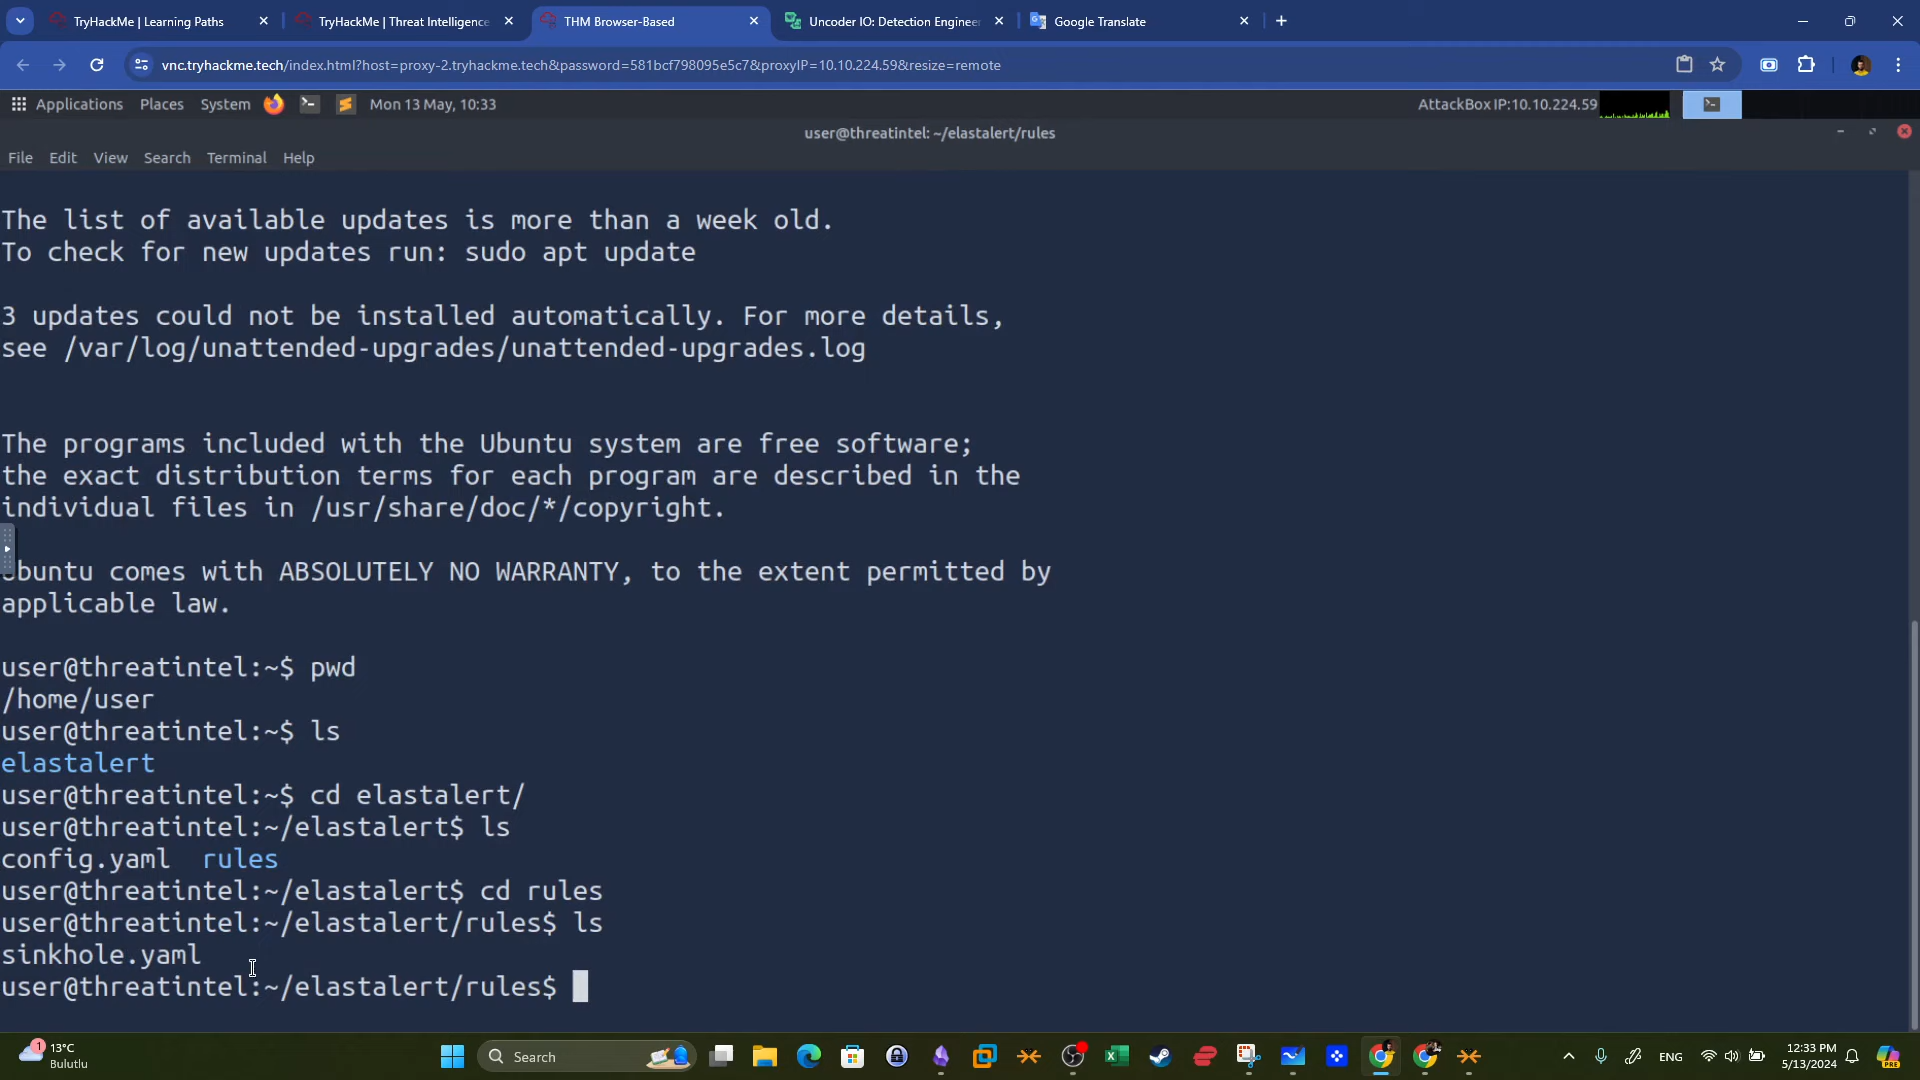 TryHackMe | Learning Paths
TryHackMe | Threat Intelligence
THM Browser-Based
Uncoder IO: Detection Engineer
Google Translate
vnc.tryhackme.tech/index.html?host=proxy-2.tryhackme.tech&password=581bcf798095e5c7&proxyIP=10.10.224.59&resize=remote
Applications Places System Mon 13 May, 10:33 AttackBox IP:10.10.224.59
user@threatintel: ~/elastalert/rules
File Edit View Search Terminal Help
The list of available updates is more than a week old.
To check for new updates run: sudo apt update
3 updates could not be installed automatically. For more details,
see /var/log/unattended-upgrades/unattended-upgrades.log
The programs included with the Ubuntu system are free software;
the exact distribution terms for each program are described in the
individual files in /usr/share/doc/*/copyright.
Ubuntu comes with ABSOLUTELY NO WARRANTY, to the extent permitted by
applicable law.
user@threatintel:~$ pwd
/home/user
user@threatintel:~$ ls
elastalert
user@threatintel:~$ cd elastalert/
user@threatintel:~/elastalert$ ls
config.yaml rules
user@threatintel:~/elastalert$ cd rules
user@threatintel:~/elastalert/rules$ ls
sinkhole.yaml
user@threatintel:~/elastalert/rules$
1
13°C
Bulutlu
Search
ENG
12:33 PM
5/13/2024
PRE